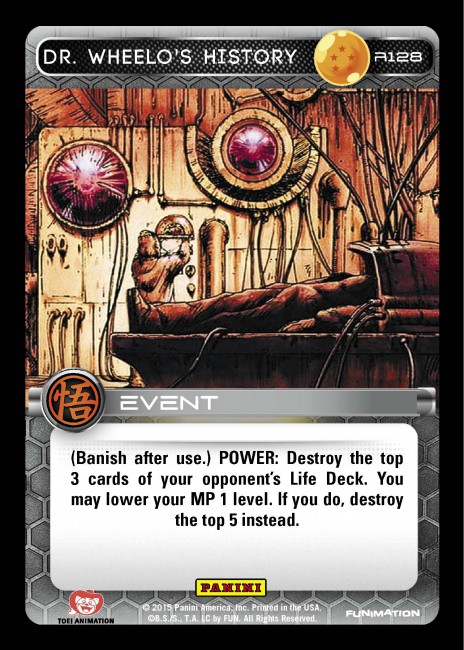 DR. WHEELO'S HISTORY R128
悟 EVENT
(Banish after use.) POWER: Destroy the top
3 cards of your opponent's Life Deck. You
may lower your MP 1 level. If you do, destroy
the top 5 instead.
PANINI
TOEI ANIMATION
© 2015 Panini America, Inc. Printed in the USA.
©B.S./S., T.A. LC by FUN. All Rights Reserved.
FUNIMATION